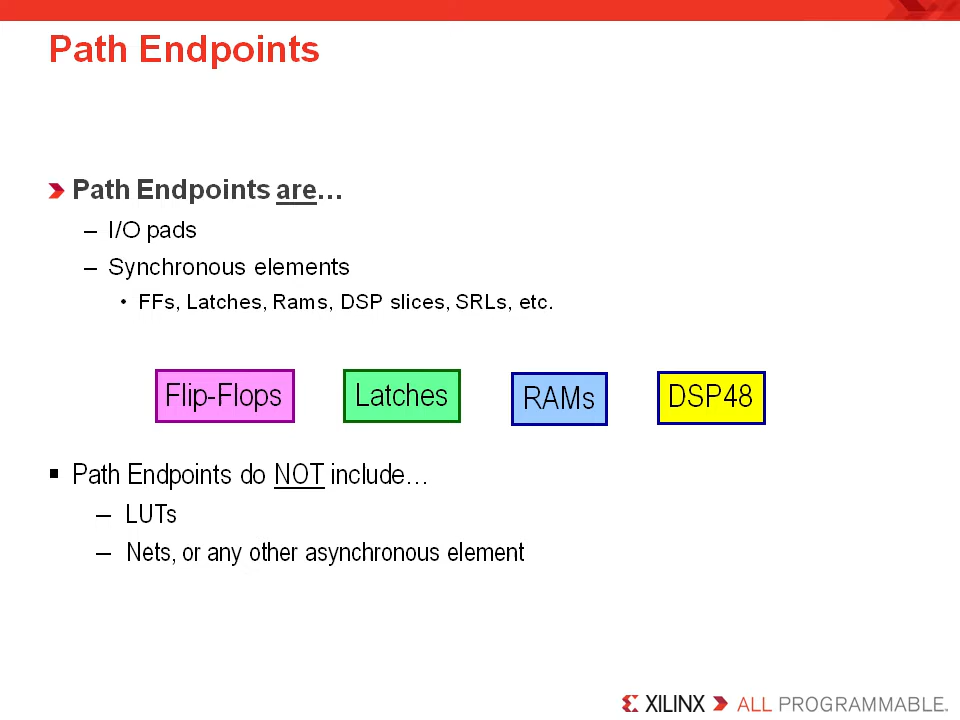 Path Endpoints
Path Endpoints are…
– I/O pads
– Synchronous elements
• FFs, Latches, Rams, DSP slices, SRLs, etc.
Flip-Flops Latches RAMs DSP48
▪ Path Endpoints do NOT include…
– LUTs
– Nets, or any other asynchronous element
XILINX ALL PROGRAMMABLE.